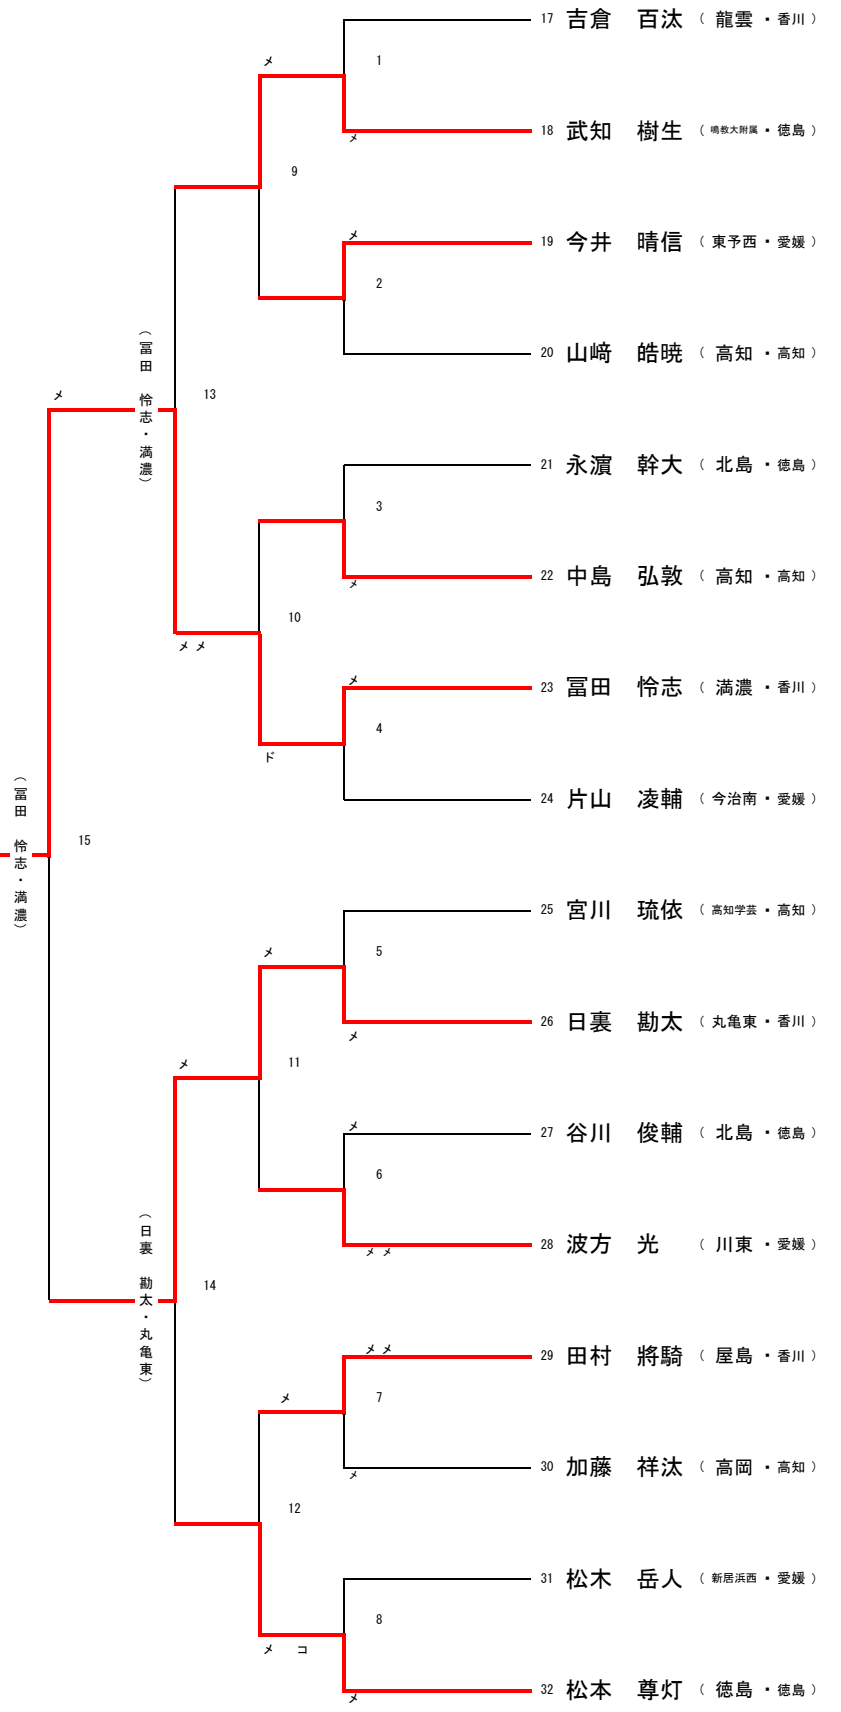 17 吉倉 百汰 （ 龍雲 ・ 香川 ）
メ 1
18 武知 樹生 （ 鳴教大附属 ・ 徳島 ）
メ
9
メ
19 今井 晴信 （ 東予西 ・ 愛媛 ）
2
20 山﨑 皓暁 （ 高知 ・ 高知 ）
（冨田 怜志・満濃）
メ
13
21 永濵 幹大 （ 北島 ・ 徳島 ）
3
22 中島 弘敦 （ 高知 ・ 高知 ）
メ
10
メ メ
メ
23 冨田 怜志 （ 満濃 ・ 香川 ）
4
ド
24 片山 凌輔 （ 今治南 ・ 愛媛 ）
（冨田 怜志・満濃）
15
25 宮川 琉依 （ 高知学芸 ・ 高知 ）
メ 5
26 日裏 勘太 （ 丸亀東 ・ 香川 ）
メ
メ 11
メ
27 谷川 俊輔 （ 北島 ・ 徳島 ）
6
28 波方 光 （ 川東 ・ 愛媛 ）
メ メ
（日裏 勘太・丸亀東）
14
メ メ
29 田村 將騎 （ 屋島 ・ 香川 ）
メ 7
30 加藤 祥汰 （ 高岡 ・ 高知 ）
メ
12
31 松木 岳人 （ 新居浜西 ・ 愛媛 ）
8
メ コ
32 松本 尊灯 （ 徳島 ・ 徳島 ）
メ